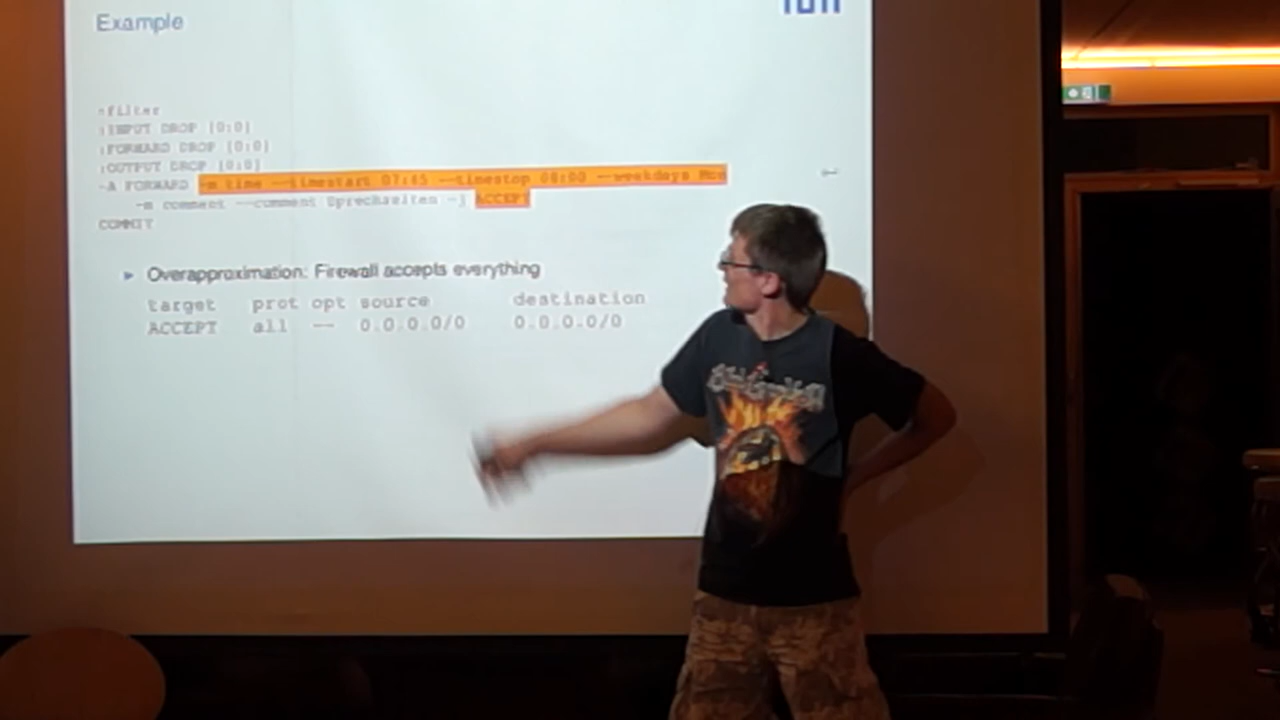 Example
*filter
:INPUT DROP [0:0]
:FORWARD DROP [0:0]
:OUTPUT DROP [0:0]
-A FORWARD -m time --timestart 07:45 --timestop 08:00 --weekdays Mon
-m comment --comment Sprechzeiten -j ACCEPT
COMMIT
Overapproximation: Firewall accepts everything
target prot opt source destination
ACCEPT all -- 0.0.0.0/0 0.0.0.0/0